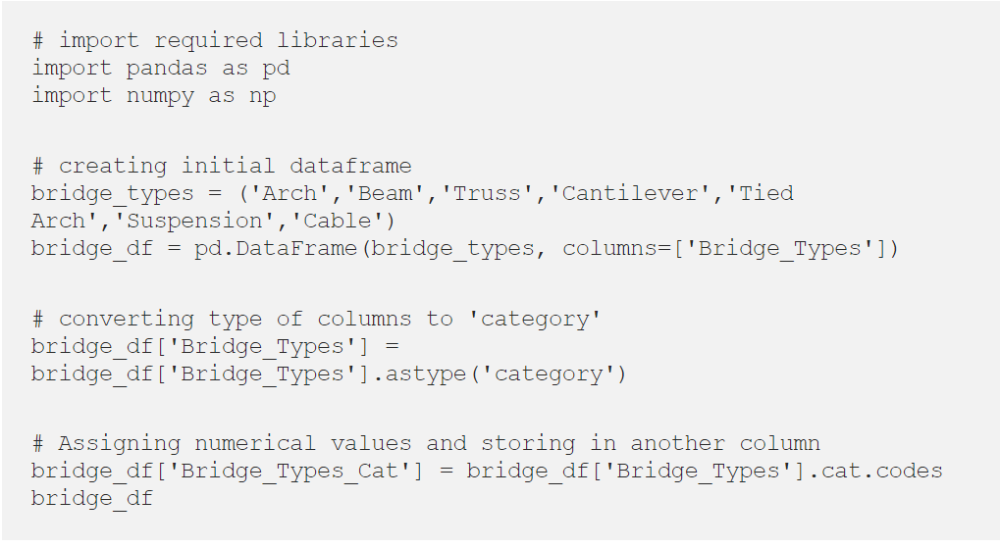 # import required libraries
import pandas as pd
import numpy as np
# creating initial dataframe
bridge_types = ('Arch','Beam','Truss','Cantilever','Tied
Arch','Suspension','Cable')
bridge_df = pd.DataFrame(bridge_types, columns=['Bridge_Types'])
# converting type of columns to 'category'
bridge_df['Bridge_Types'] =
bridge_df['Bridge_Types'].astype('category')
# Assigning numerical values and storing in another column
bridge_df['Bridge_Types_Cat'] = bridge_df['Bridge_Types'].cat.codes
bridge_df